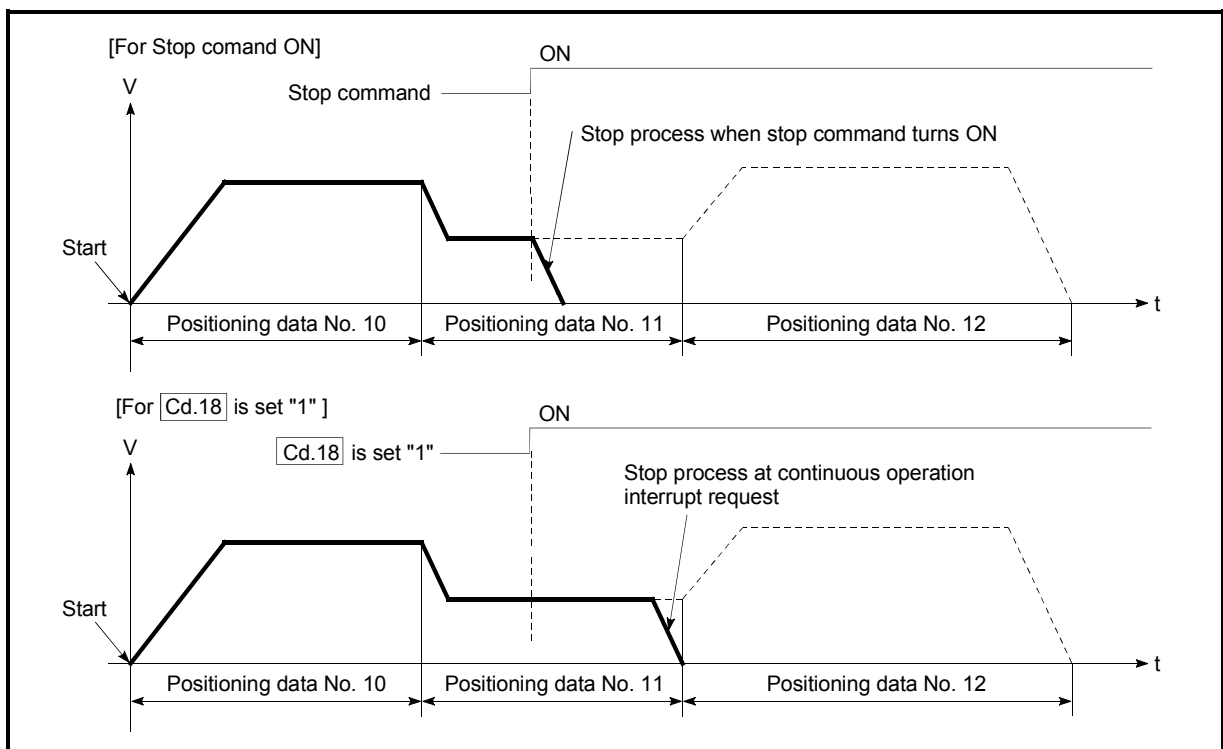 [For Stop comand ON]
ON
V
Stop command
Stop process when stop command turns ON
Start
t
Positioning data No. 10
Positioning data No. 11
Positioning data No. 12
[For Cd.18 is set "1" ]
ON
V
Cd.18 is set "1"
Stop process at continuous operation
interrupt request
Start
t
Positioning data No. 10
Positioning data No. 11
Positioning data No. 12